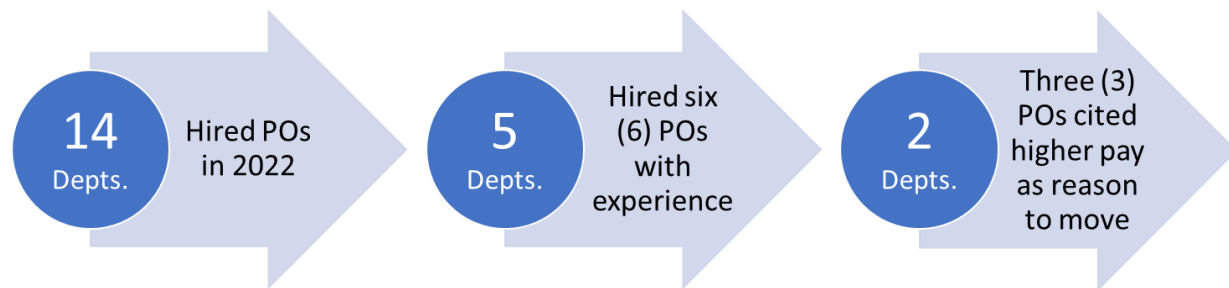 14
Depts.
Hired POs
in 2022
5
Depts.
Hired six
(6) POs
with
experience
2
Depts.
Three (3)
POs cited
higher pay
as reason
to move